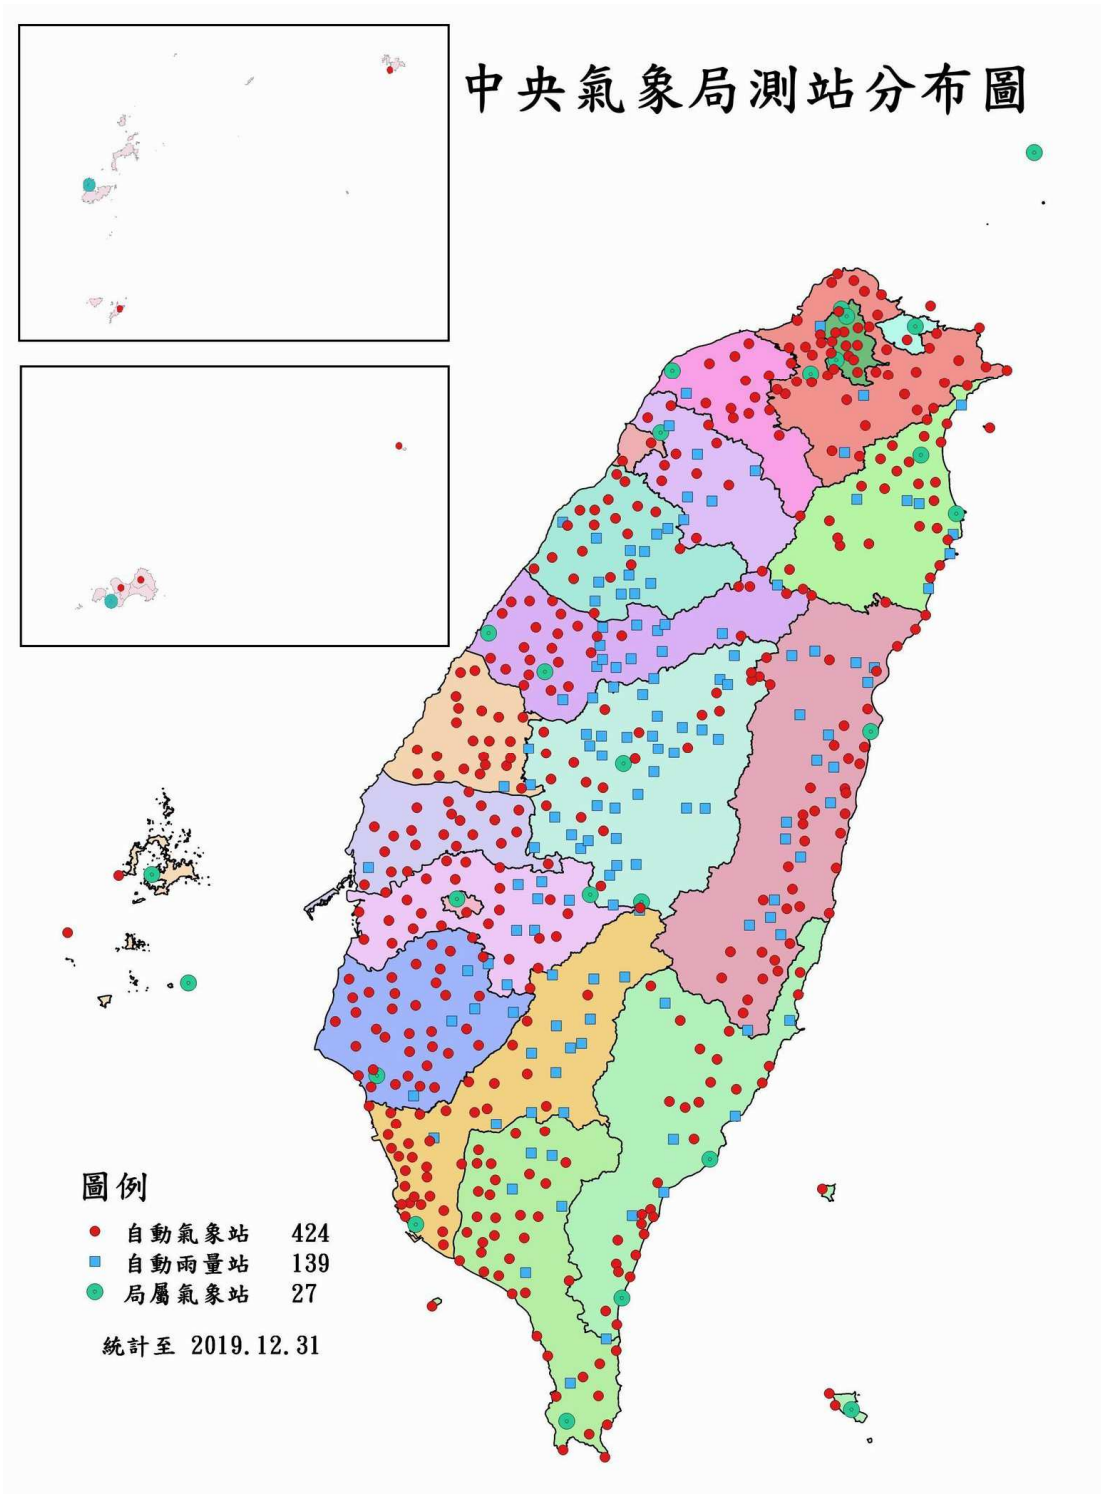 中央氣象局測站分布圖
圖例
自動氣象站 424
自動雨量站 139
局屬氣象站 27
統計至 2019.12.31